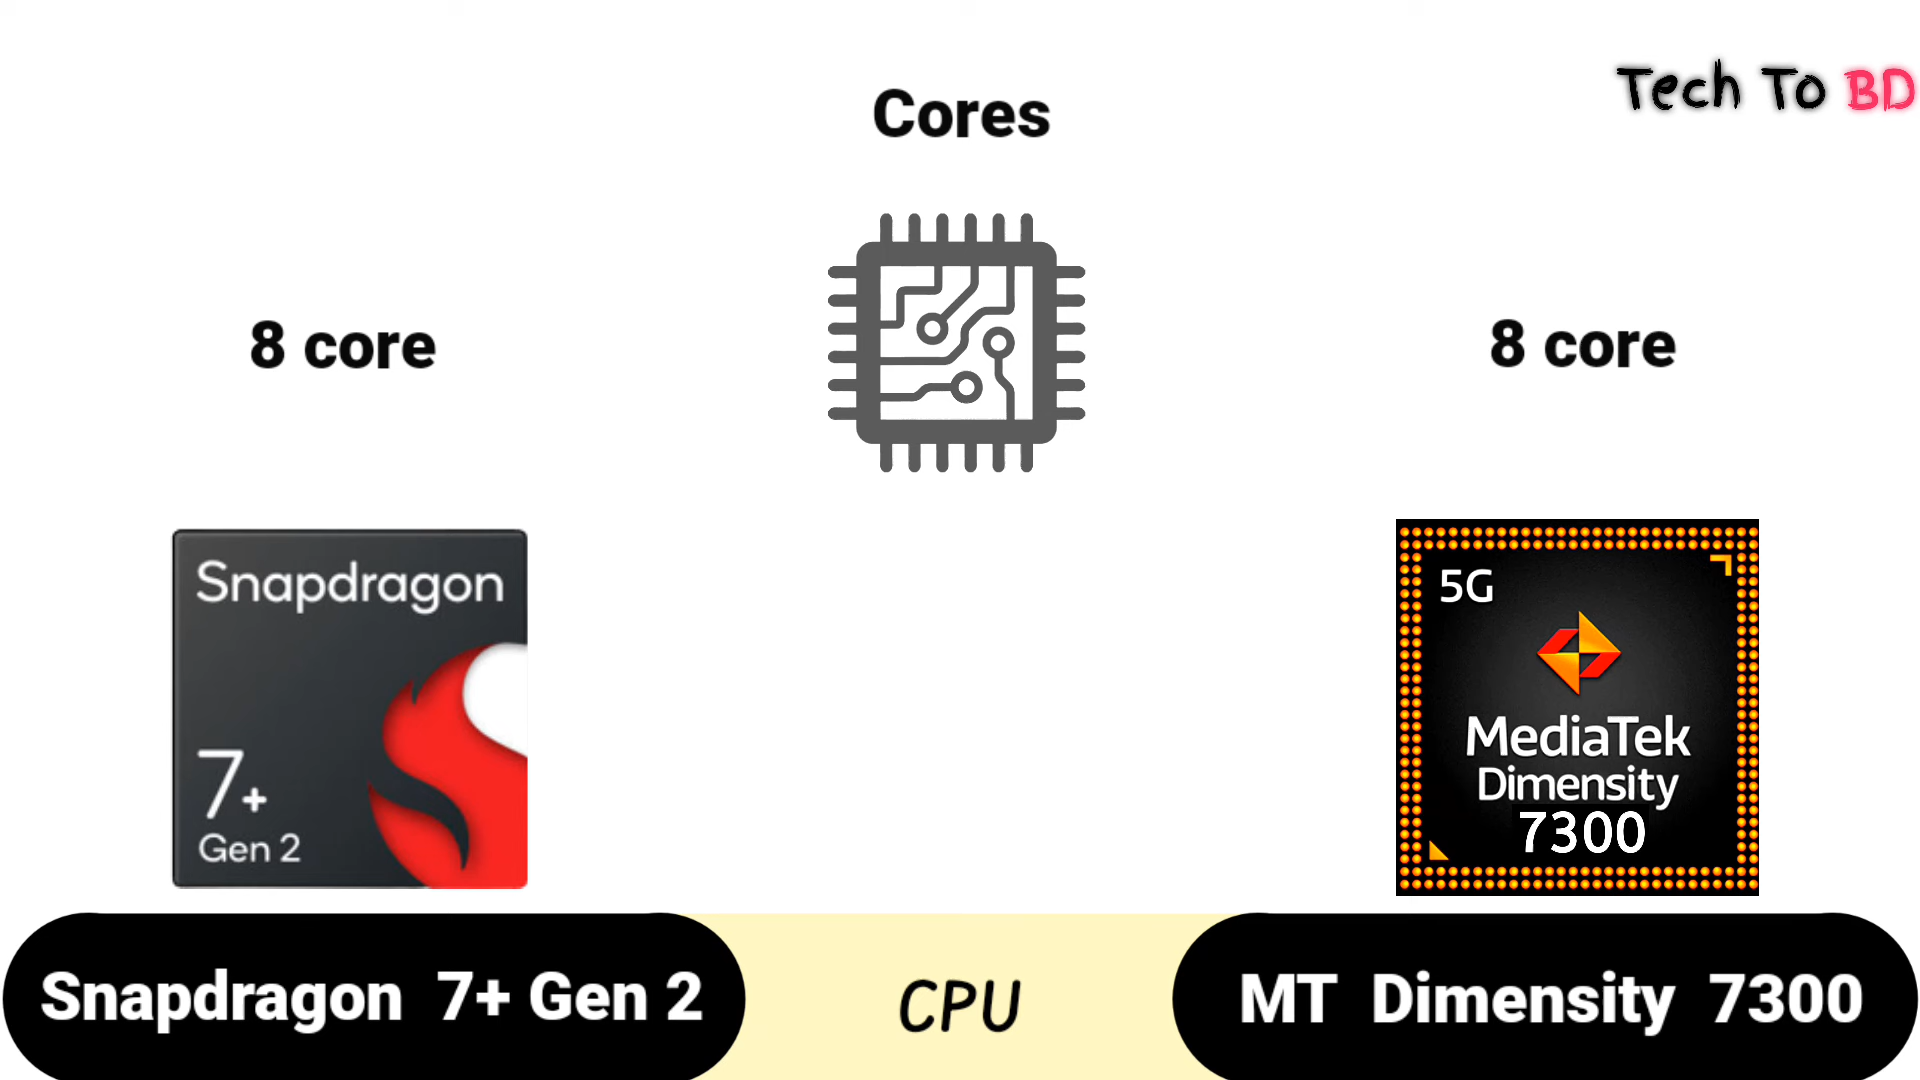 Tech To BD
Cores
8 core
8 core
Snapdragon
7+
Gen 2
5G
MediaTek
Dimensity
7300
Snapdragon 7+ Gen 2
CPU
MT Dimensity 7300